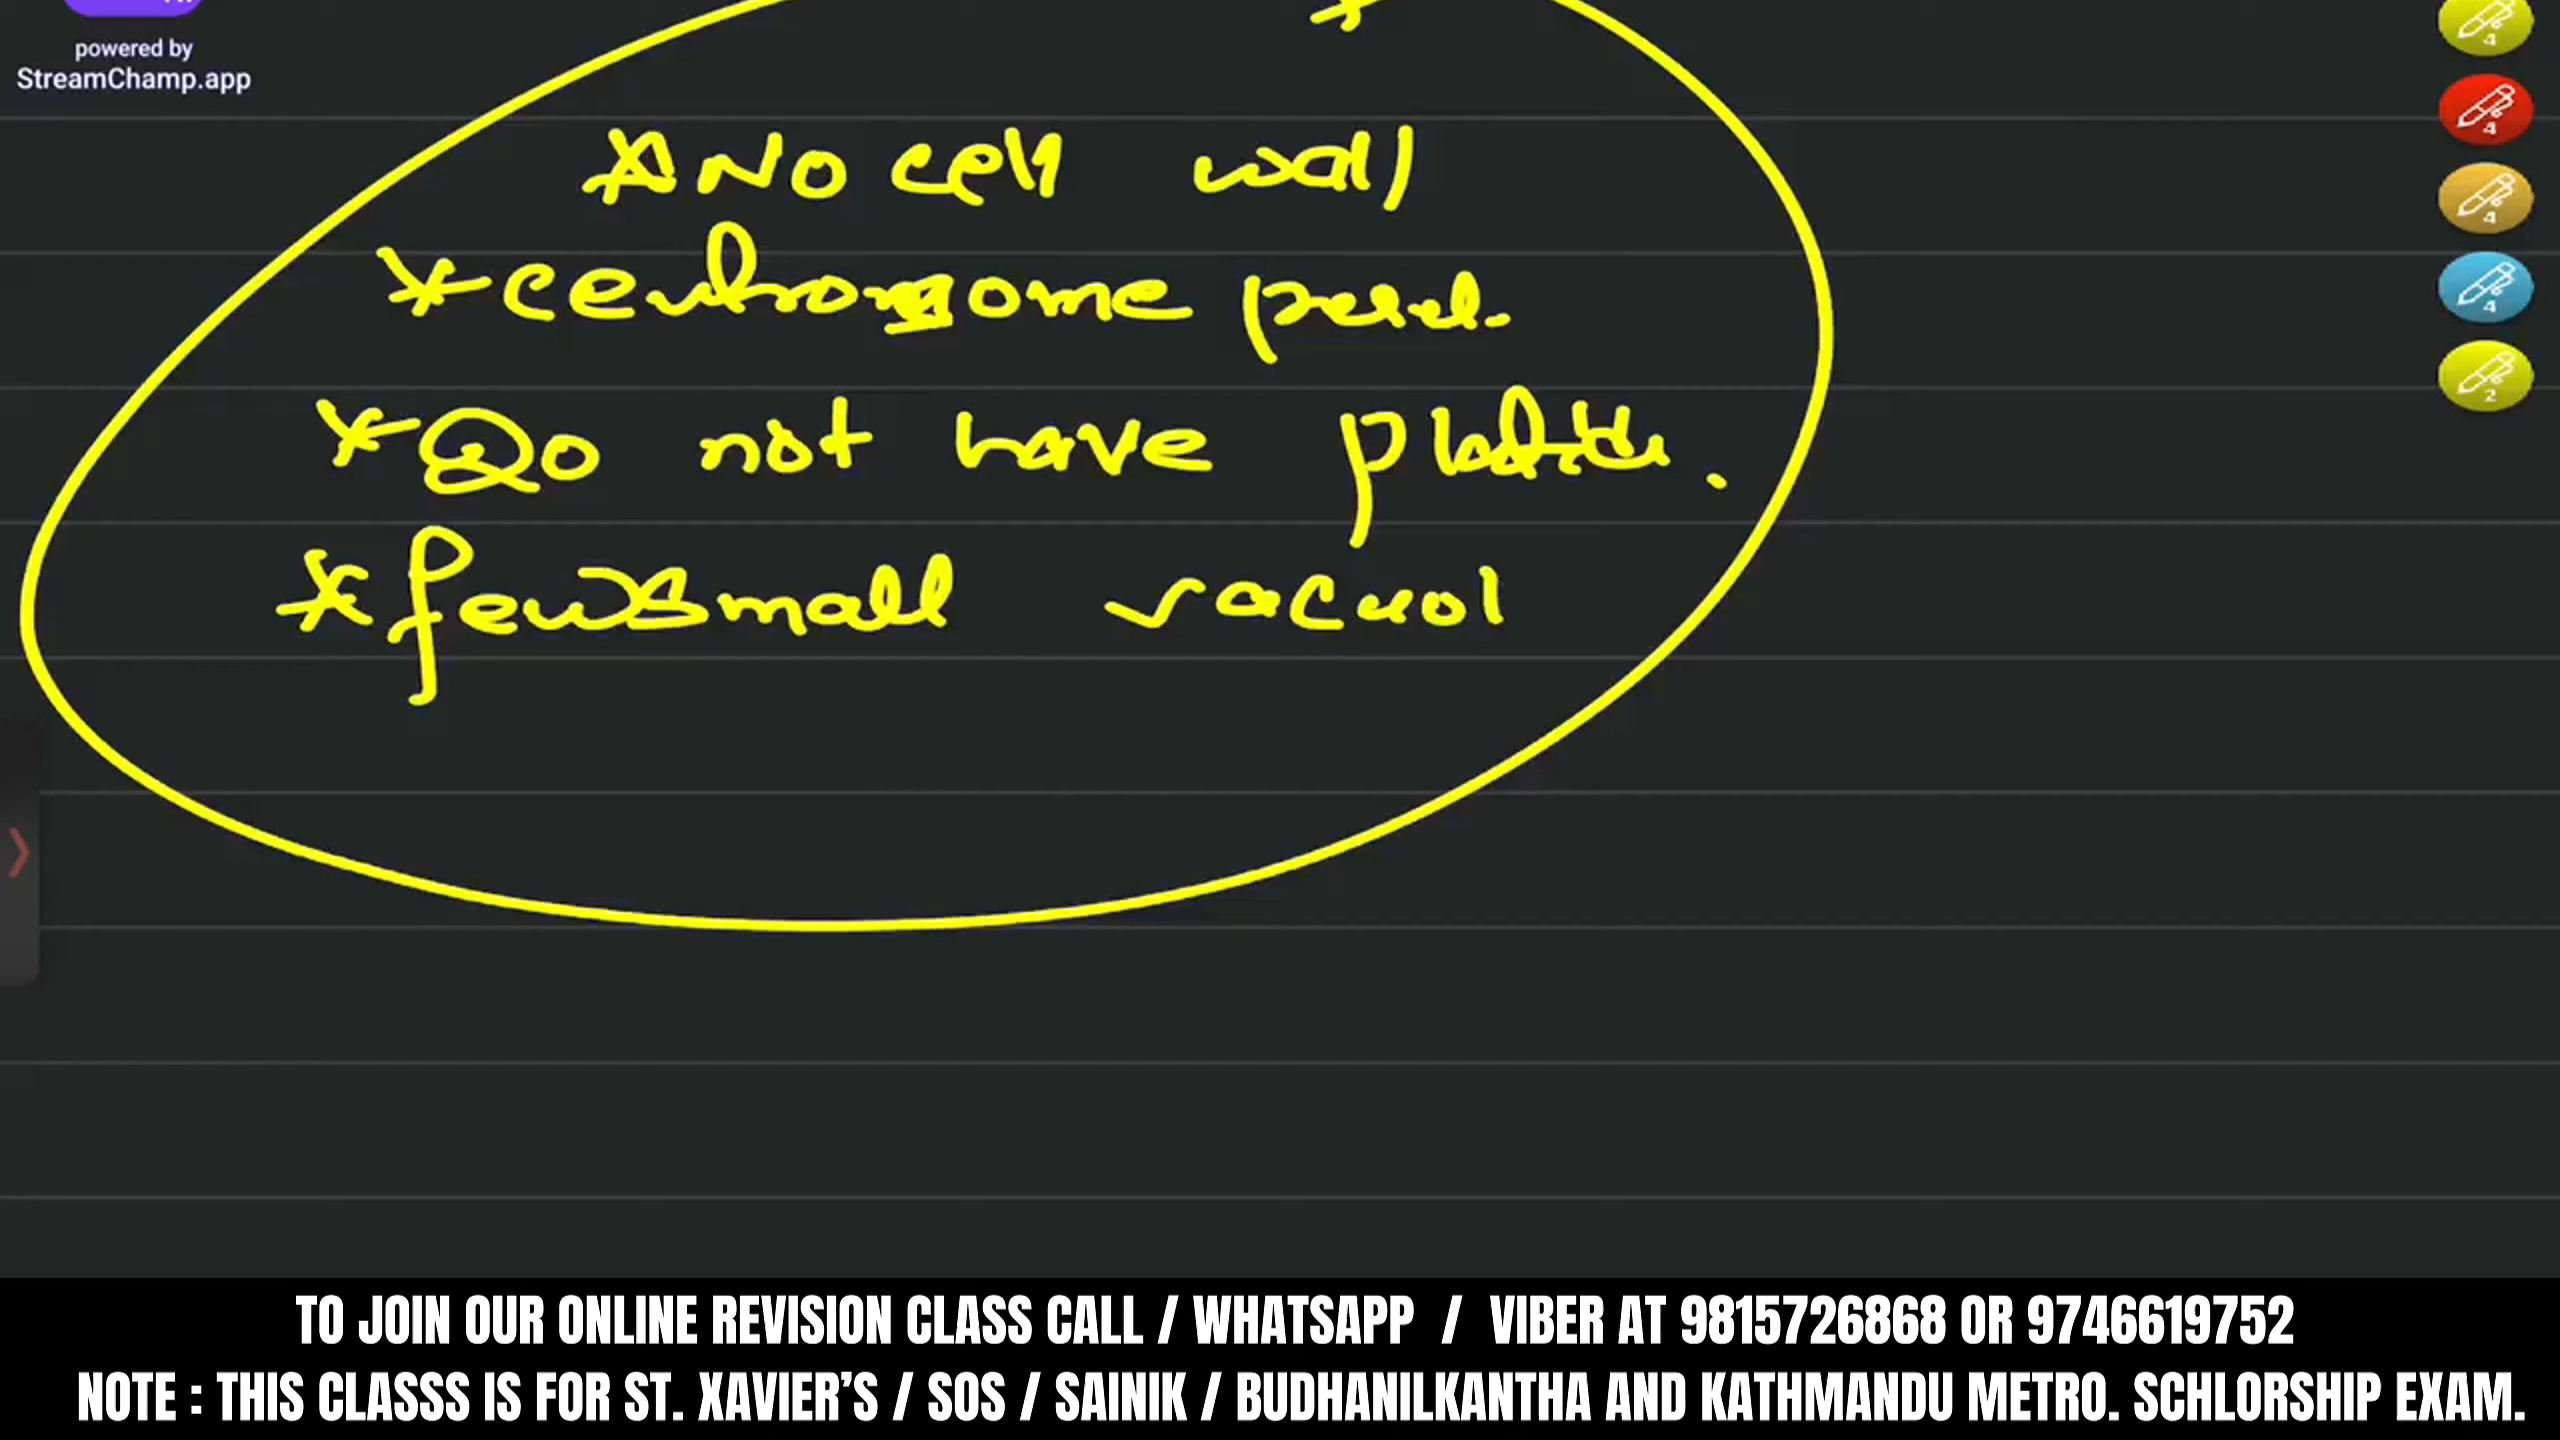 powered by
StreamChamp.app
*No cell wall
*centrosome
*Do not have
*few small vacuol
TO JOIN OUR ONLINE REVISION CLASS CALL / WHATSAPP / VIBER AT 9815726868 OR 9746619752
NOTE : THIS CLASSS IS FOR ST. XAVIER'S / SOS / SAINIK / BUDHANILKANTHA AND KATHMANDU METRO. SCHLORSHIP EXAM.